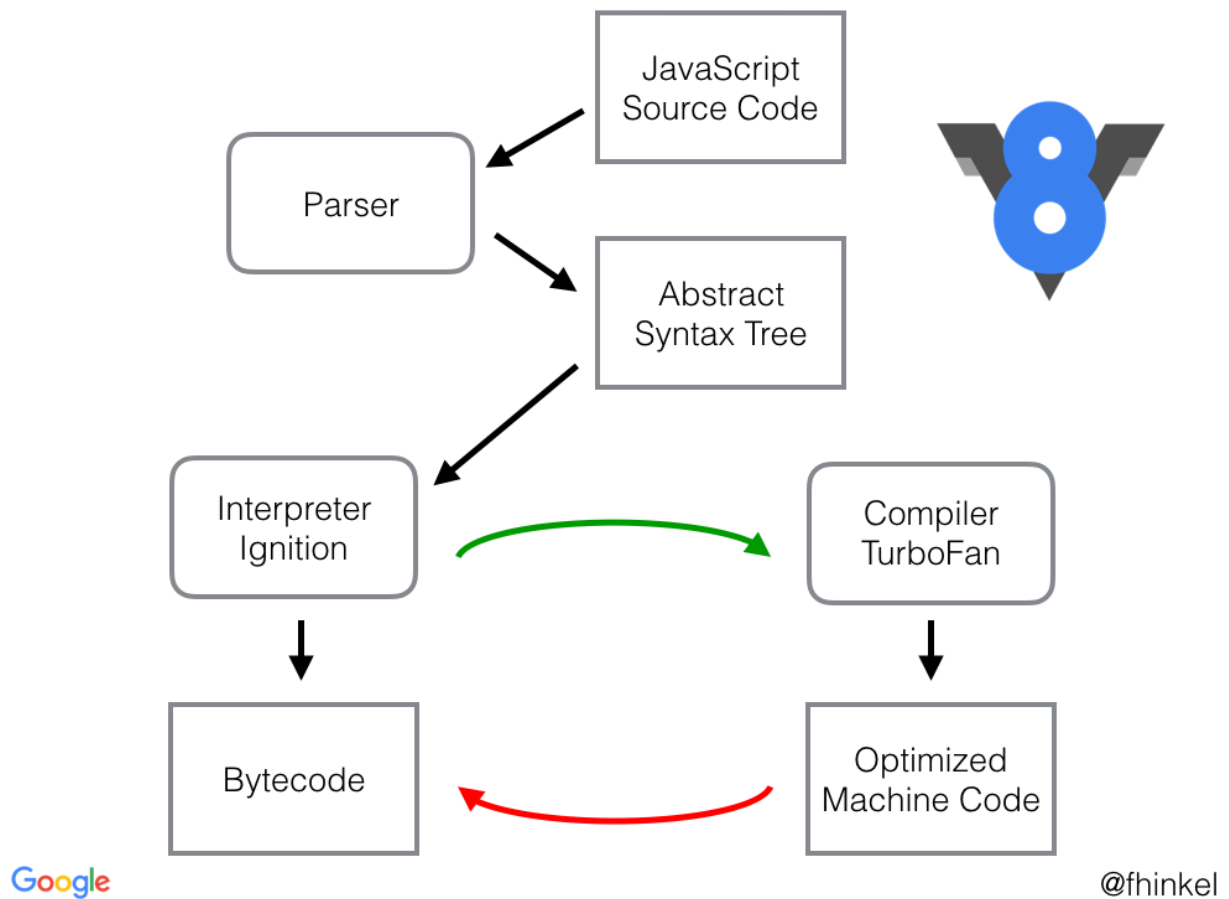 JavaScript
Source Code
Parser
Abstract
Syntax Tree
Interpreter
Ignition
Compiler
TurboFan
Bytecode
Optimized
Machine Code
Google
@fhinkel